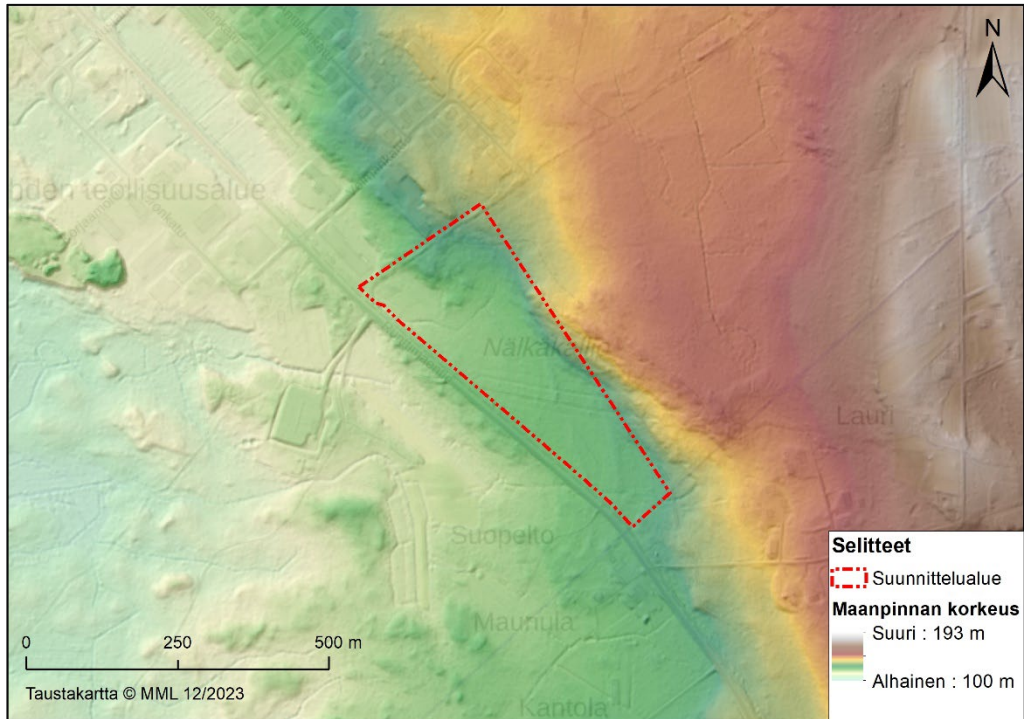 N
hden teollisuusalue
Nälkäkallio
Lauri
Suopelto
Maunula
Kantola
0 250 500 m
Taustakartta © MML 12/2023
Selitteet
Suunnittelualue
Maanpinnan korkeus
Suuri : 193 m
Alhainen : 100 m